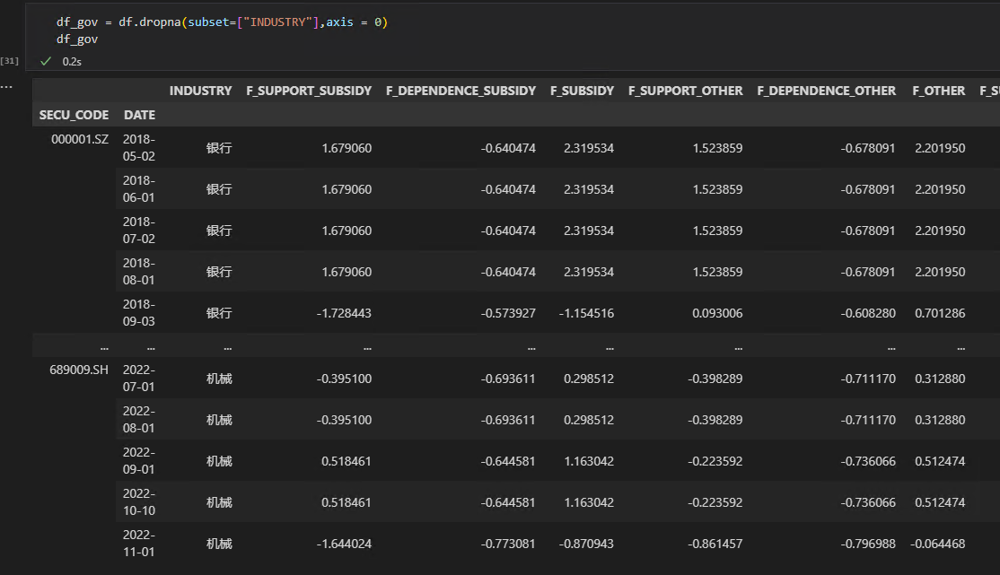 df_gov = df.dropna(subset=["INDUSTRY"],axis = 0)
df_gov
[31] ✓ 0.2s
...
INDUSTRY F_SUPPORT_SUBSIDY F_DEPENDENCE_SUBSIDY F_SUBSIDY F_SUPPORT_OTHER F_DEPENDENCE_OTHER F_OTHER F_S
SECU_CODE DATE
000001.SZ 2018-
05-02 银行 1.679060 -0.640474 2.319534 1.523859 -0.678091 2.201950
2018-
06-01 银行 1.679060 -0.640474 2.319534 1.523859 -0.678091 2.201950
2018-
07-02 银行 1.679060 -0.640474 2.319534 1.523859 -0.678091 2.201950
2018-
08-01 银行 1.679060 -0.640474 2.319534 1.523859 -0.678091 2.201950
2018-
09-03 银行 -1.728443 -0.573927 -1.154516 0.093006 -0.608280 0.701286
... ... ... ... ... ... ... ... ...
689009.SH 2022-
07-01 机械 -0.395100 -0.693611 0.298512 -0.398289 -0.711170 0.312880
2022-
08-01 机械 -0.395100 -0.693611 0.298512 -0.398289 -0.711170 0.312880
2022-
09-01 机械 0.518461 -0.644581 1.163042 -0.223592 -0.736066 0.512474
2022-
10-10 机械 0.518461 -0.644581 1.163042 -0.223592 -0.736066 0.512474
2022-
11-01 机械 -1.644024 -0.773081 -0.870943 -0.861457 -0.796988 -0.064468